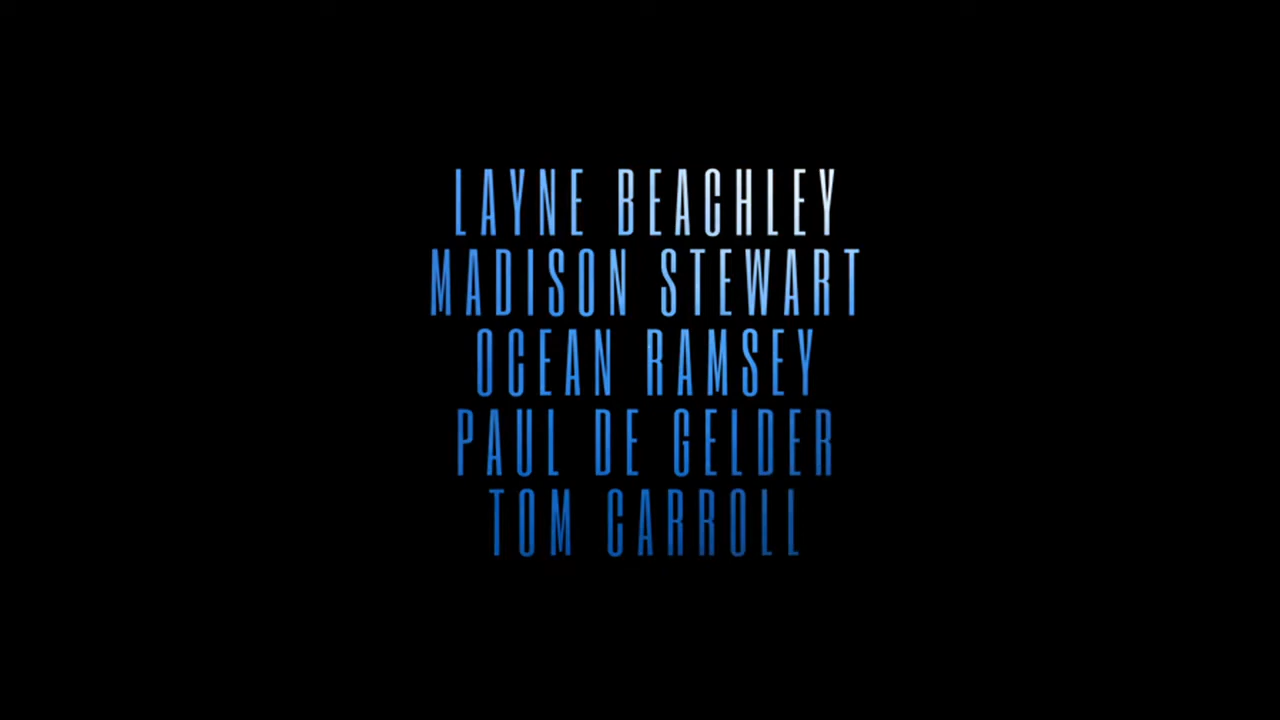 LAYNE BEACHLEY
MADISON STEWART
OCEAN RAMSEY
PAUL DE GELDER
TOM CARROLL